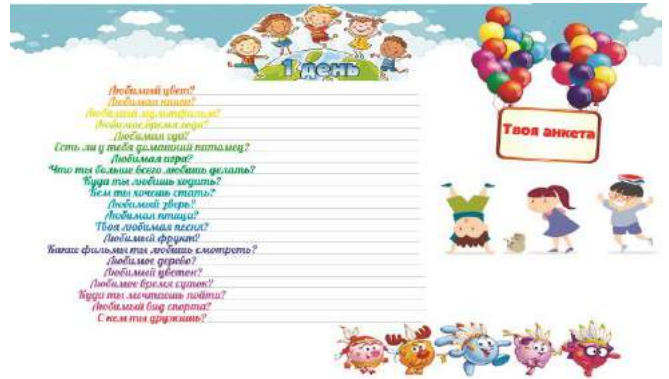 1 день
Твоя анкета
Любимый цвет?
Любимая книга?
Любимый мультфильм?
Любимое время года?
Любимая еда?
Есть ли у тебя домашний питомец?
Любимая игра?
Что ты больше всего любишь делать?
Куда ты любишь ходить?
Кем ты хочешь стать?
Любимый зверь?
Любимая птица?
Твоя любимая песня?
Любимый фрукт?
Какие фильмы ты любишь смотреть?
Любимое дерево?
Любимый цветок?
Любимое время суток?
Куда ты мечтаешь пойти?
Любимый вид спорта?
С кем ты дружишь?